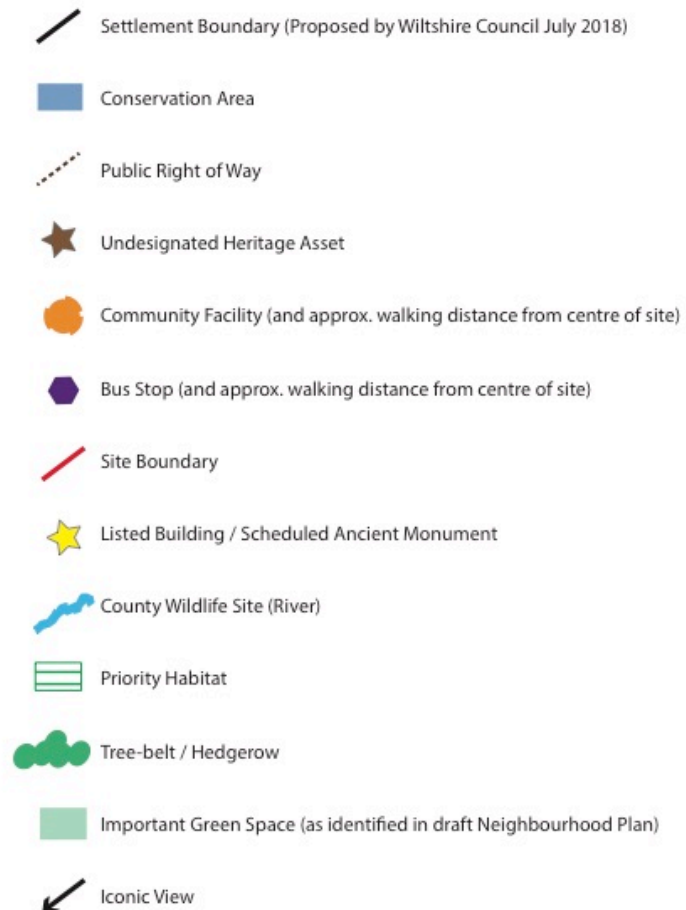 Settlement Boundary (Proposed by Wiltshire Council July 2018)
Conservation Area
Public Right of Way
Undesignated Heritage Asset
Community Facility (and approx. walking distance from centre of site)
Bus Stop (and approx. walking distance from centre of site)
Site Boundary
Listed Building / Scheduled Ancient Monument
County Wildlife Site (River)
Priority Habitat
Tree-belt / Hedgerow
Important Green Space (as identified in draft Neighbourhood Plan)
Iconic View